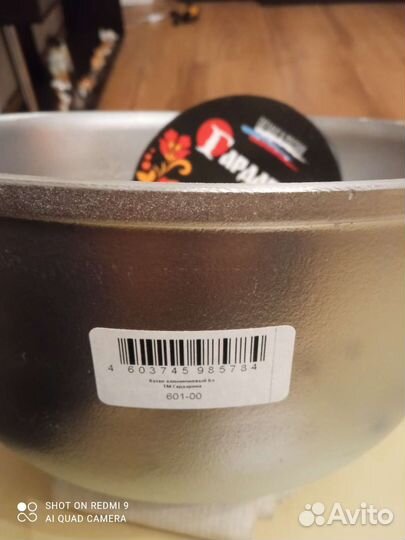 ГАРДА
4 603745 985784
Казан алюминиевый 6л
ТМ Гардарика
601-00
SHOT ON REDMI 9
AI QUAD CAMERA
Avito